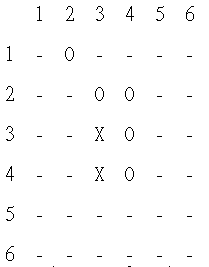 1 2 3 4 5 6
1 - O - - - -
2 - - O O - -
3 - - X O - -
4 - - X O - -
5 - - - - - -
6 - - - - - -